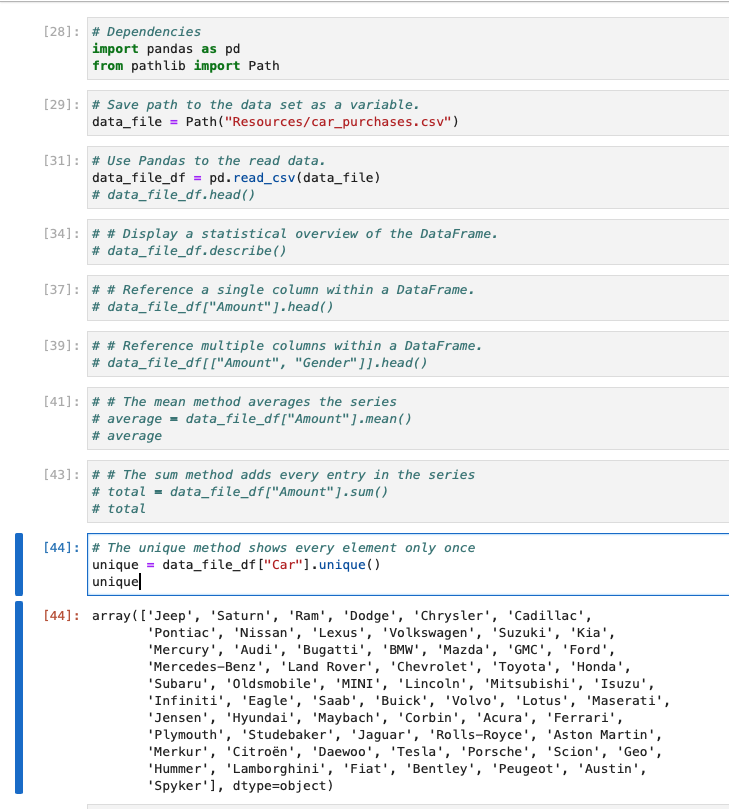 [28]: # Dependencies
import pandas as pd
from pathlib import Path
[29]: # Save path to the data set as a variable.
data_file = Path("Resources/car_purchases.csv")
[31]: # Use Pandas to the read data.
data_file_df = pd.read_csv(data_file)
# data_file_df.head()
[34]: # # Display a statistical overview of the DataFrame.
# data_file_df.describe()
[37]: # # Reference a single column within a DataFrame.
# data_file_df["Amount"].head()
[39]: # # Reference multiple columns within a DataFrame.
# data_file_df[["Amount", "Gender"]].head()
[41]: # # The mean method averages the series
# average = data_file_df["Amount"].mean()
# average
[43]: # # The sum method adds every entry in the series
# total = data_file_df["Amount"].sum()
# total
[44]: # The unique method shows every element only once
unique = data_file_df["Car"].unique()
unique
[44]: array(['Jeep', 'Saturn', 'Ram', 'Dodge', 'Chrysler', 'Cadillac',
'Pontiac', 'Nissan', 'Lexus', 'Volkswagen', 'Suzuki', 'Kia',
'Mercury', 'Audi', 'Bugatti', 'BMW', 'Mazda', 'GMC', 'Ford',
'Mercedes-Benz', 'Land Rover', 'Chevrolet', 'Toyota', 'Honda',
'Subaru', 'Oldsmobile', 'MINI', 'Lincoln', 'Mitsubishi', 'Isuzu',
'Infiniti', 'Eagle', 'Saab', 'Buick', 'Volvo', 'Lotus', 'Maserati',
'Jensen', 'Hyundai', 'Maybach', 'Corbin', 'Acura', 'Ferrari',
'Plymouth', 'Studebaker', 'Jaguar', 'Rolls-Royce', 'Aston Martin',
'Merkur', 'Citroën', 'Daewoo', 'Tesla', 'Porsche', 'Scion', 'Geo',
'Hummer', 'Lamborghini', 'Fiat', 'Bentley', 'Peugeot', 'Austin',
'Spyker'], dtype=object)